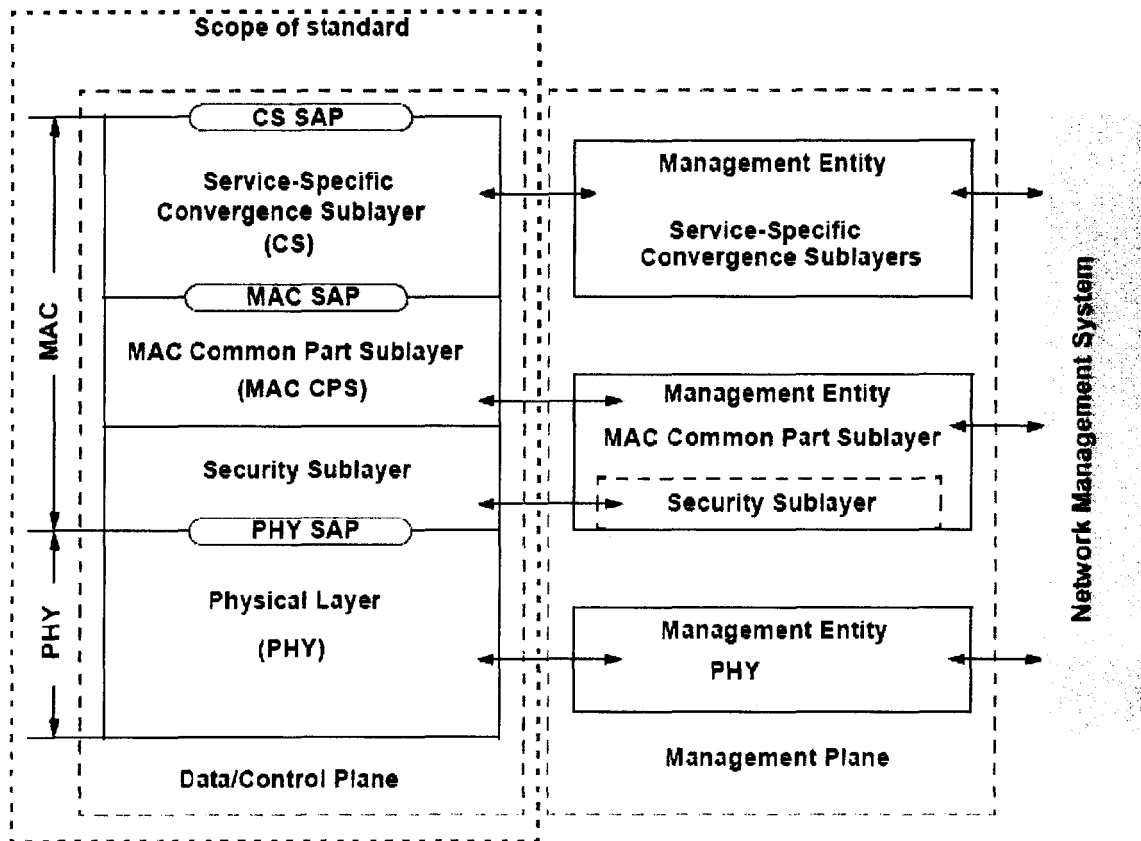 Scope of standard
CS SAP
Service-Specific
Convergence Sublayer
(CS)
MAC SAP
MAC Common Part Sublayer
(MAC CPS)
Security Sublayer
PHY SAP
Physical Layer
(PHY)
Data/Control Plane
MAC
PHY
Management Entity
Service-Specific
Convergence Sublayers
Management Entity
MAC Common Part Sublayer
Security Sublayer
Management Entity
PHY
Management Plane
Network Management System